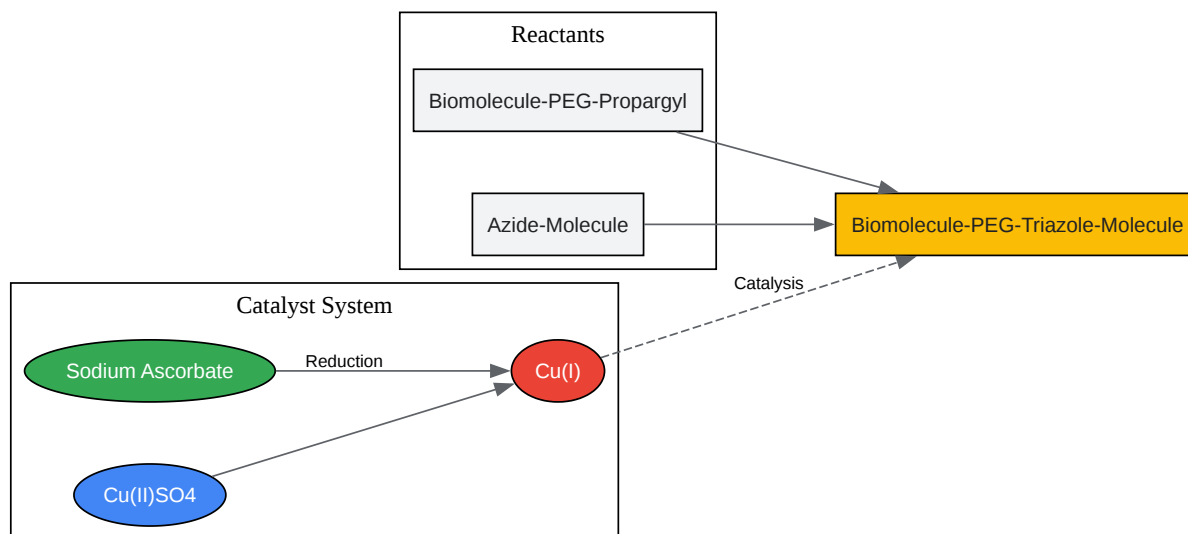 Reactants
Biomolecule-PEG-Propargyl
Azide-Molecule
Biomolecule-PEG-Triazole-Molecule
Catalysis
Catalyst System
Sodium Ascorbate
Reduction
Cu(I)
Cu(II)SO4